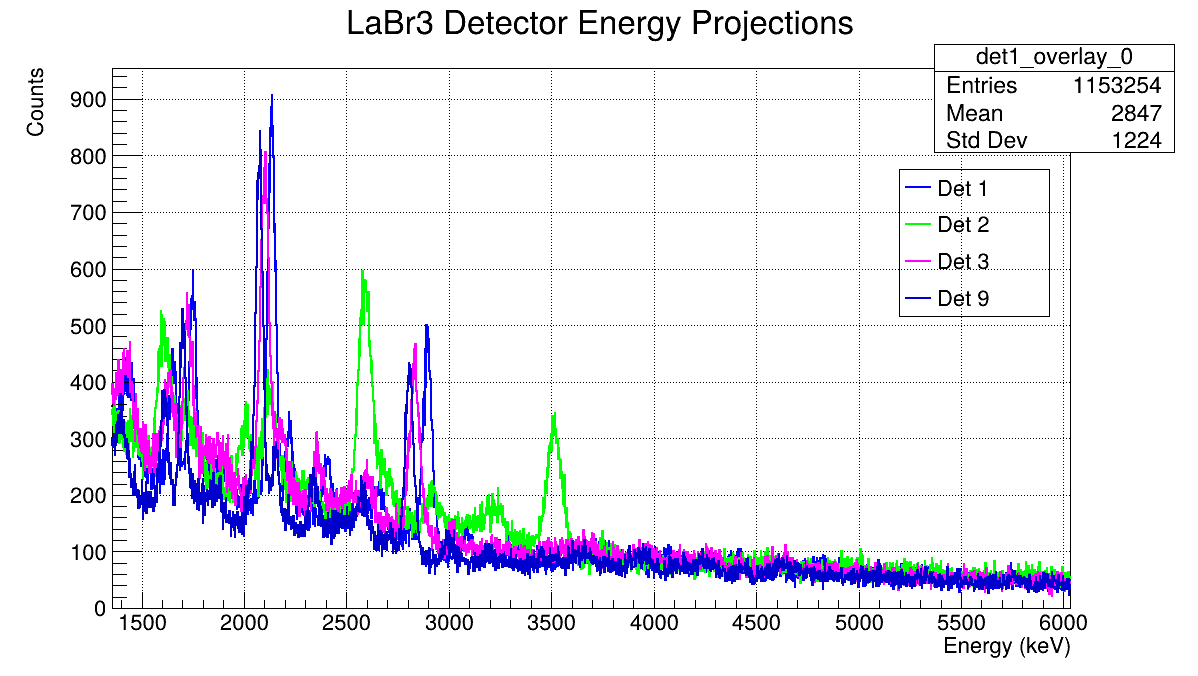 LaBr3 Detector Energy Projections
det1_overlay_0
Entries 1153254
Mean 2847
Std Dev 1224
Counts
900
800
700
600
500
400
300
200
100
0
Det 1
Det 2
Det 3
Det 9
1500 2000 2500 3000 3500 4000 4500 5000 5500 6000
Energy (keV)